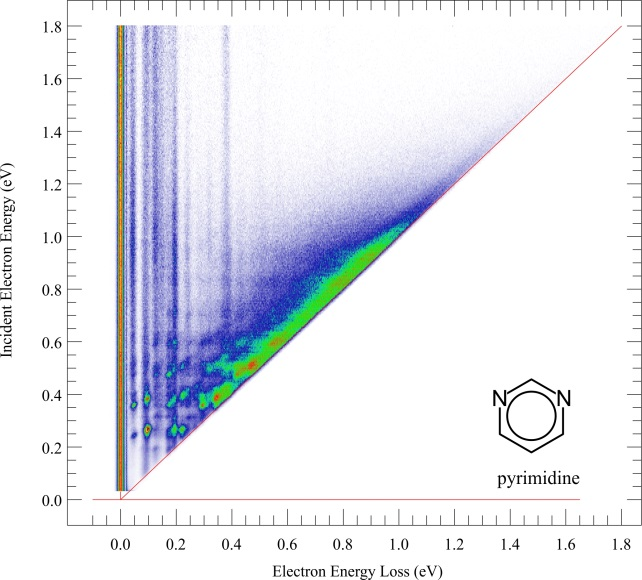 Incident Electron Energy (eV)
1.8
1.6
1.4
1.2
1.0
0.8
0.6
0.4
0.2
0.0
N N
pyrimidine
0.0 0.2 0.4 0.6 0.8 1.0 1.2 1.4 1.6 1.8
Electron Energy Loss (eV)